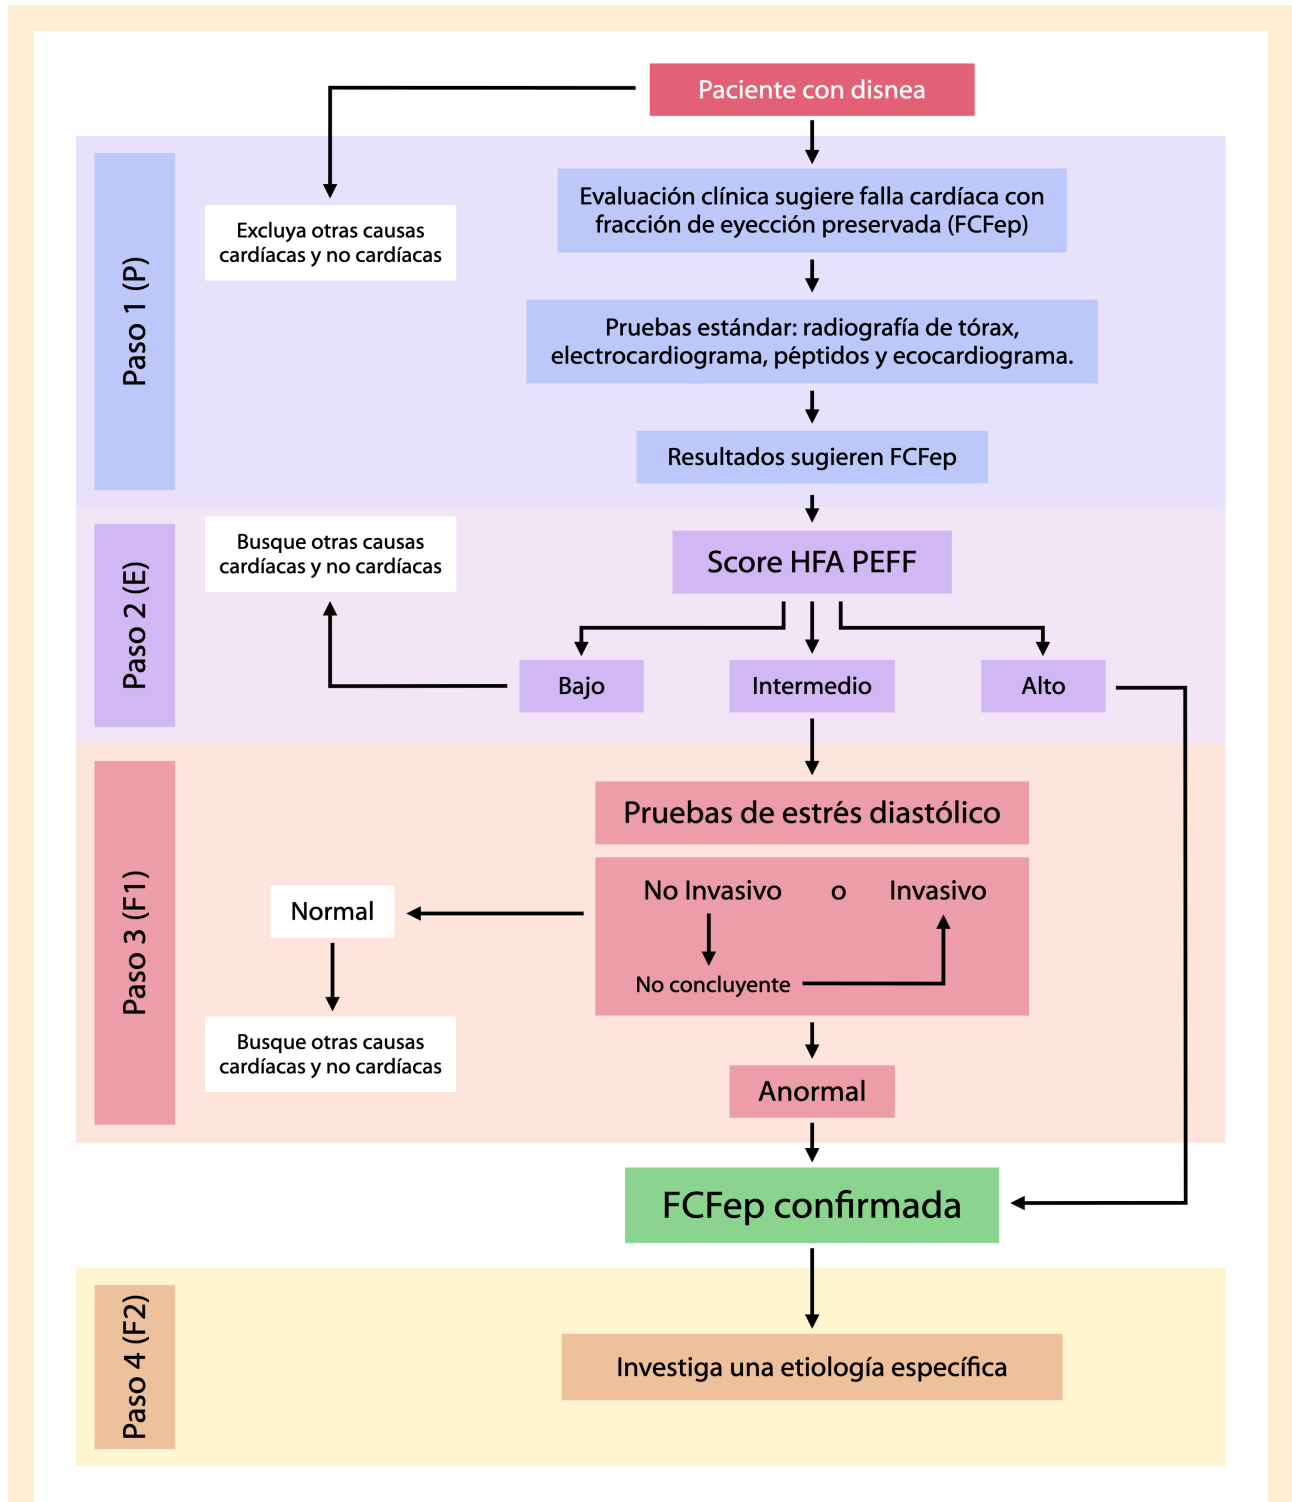 Paciente con disnea
Paso 1 (P)
Excluya otras causas
cardíacas y no cardíacas
Evaluación clínica sugiere falla cardíaca con
fracción de eyección preservada (FCFep)
Pruebas estándar: radiografía de tórax,
electrocardiograma, péptidos y ecocardiograma.
Resultados sugieren FCFep
Paso 2 (E)
Busque otras causas
cardíacas y no cardíacas
Score HFA PEFF
Bajo
Intermedio
Alto
Paso 3 (F1)
Pruebas de estrés diastólico
No Invasivo o Invasivo
No concluyente
Normal
Busque otras causas
cardíacas y no cardíacas
Anormal
FCFep confirmada
Paso 4 (F2)
Investiga una etiología específica